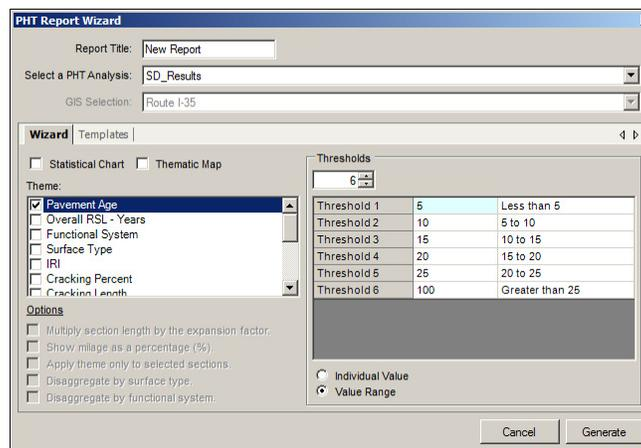 PHT Report Wizard
Report Title: New Report
Select a PHT Analysis: SD_Results
GIS Selection: Route I-35
Wizard Templates
Statistical Chart Thematic Map
Theme:
Pavement Age
Overall RSL - Years
Functional System
Surface Type
IRI
Cracking Percent
Cracking Length
Options
Multiply section length by the expansion factor.
Show milage as a percentage (%).
Apply theme only to selected sections.
Disaggregate by surface type.
Disaggregate by functional system.
Thresholds
6
Threshold 1 5 Less than 5
Threshold 2 10 5 to 10
Threshold 3 15 10 to 15
Threshold 4 20 15 to 20
Threshold 5 25 20 to 25
Threshold 6 100 Greater than 25
Individual Value
Value Range
Cancel Generate